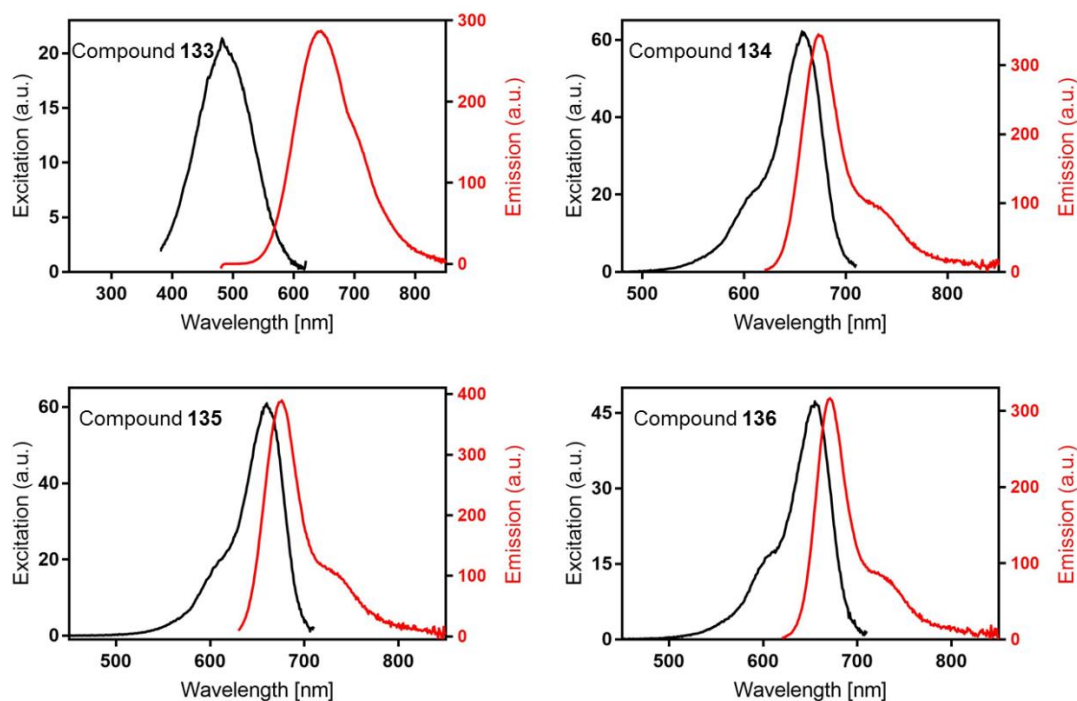 Compound 133
Excitation (a.u.)
20
15
10
5
0
300
200
100
0
Emission (a.u.)
300 400 500 600 700 800
Wavelength [nm]
Compound 134
Excitation (a.u.)
60
40
20
0
300
200
100
0
Emission (a.u.)
500 600 700 800
Wavelength [nm]
Compound 135
Excitation (a.u.)
60
40
20
0
400
300
200
100
0
Emission (a.u.)
500 600 700 800
Wavelength [nm]
Compound 136
Excitation (a.u.)
45
30
15
0
300
200
100
0
Emission (a.u.)
500 600 700 800
Wavelength [nm]